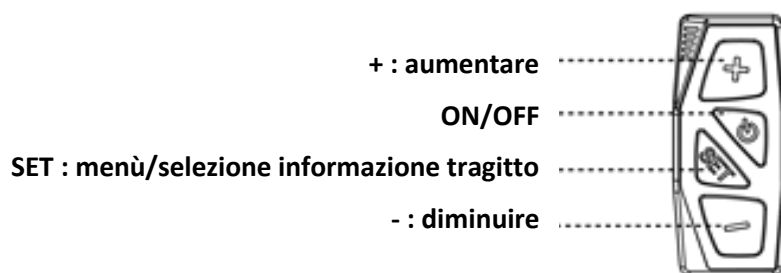 + : aumentare
ON/OFF
SET : menù/selezione informazione tragitto
SET
- : diminuire